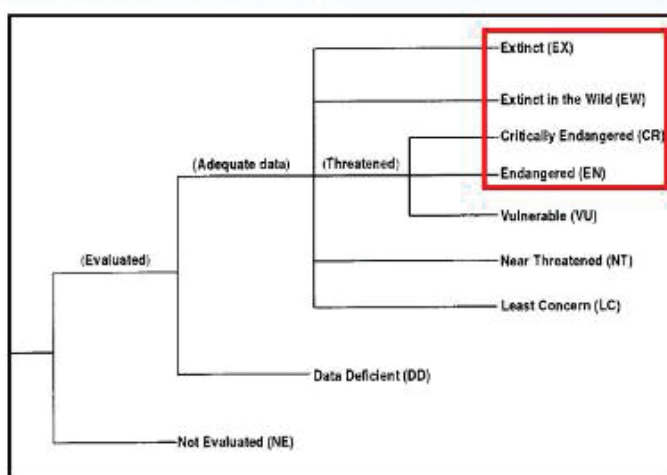 Extinct (EX)
Extinct in the Wild (EW)
Critically Endangered (CR)
(Adequate data)
(Threatened)
Endangered (EN)
Vulnerable (VU)
(Evaluated)
Near Threatened (NT)
Least Concern (LC)
Data Deficient (DD)
Not Evaluated (NE)